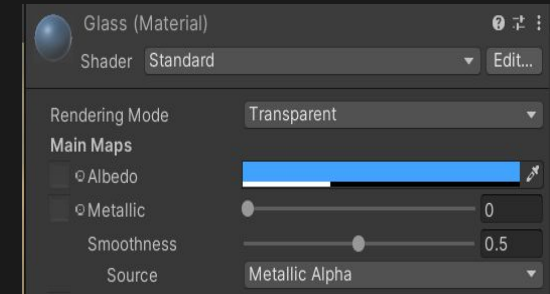 Glass (Material)
Shader Standard Edit...
Rendering Mode Transparent
Main Maps
Albedo
Metallic 0
Smoothness 0.5
Source Metallic Alpha